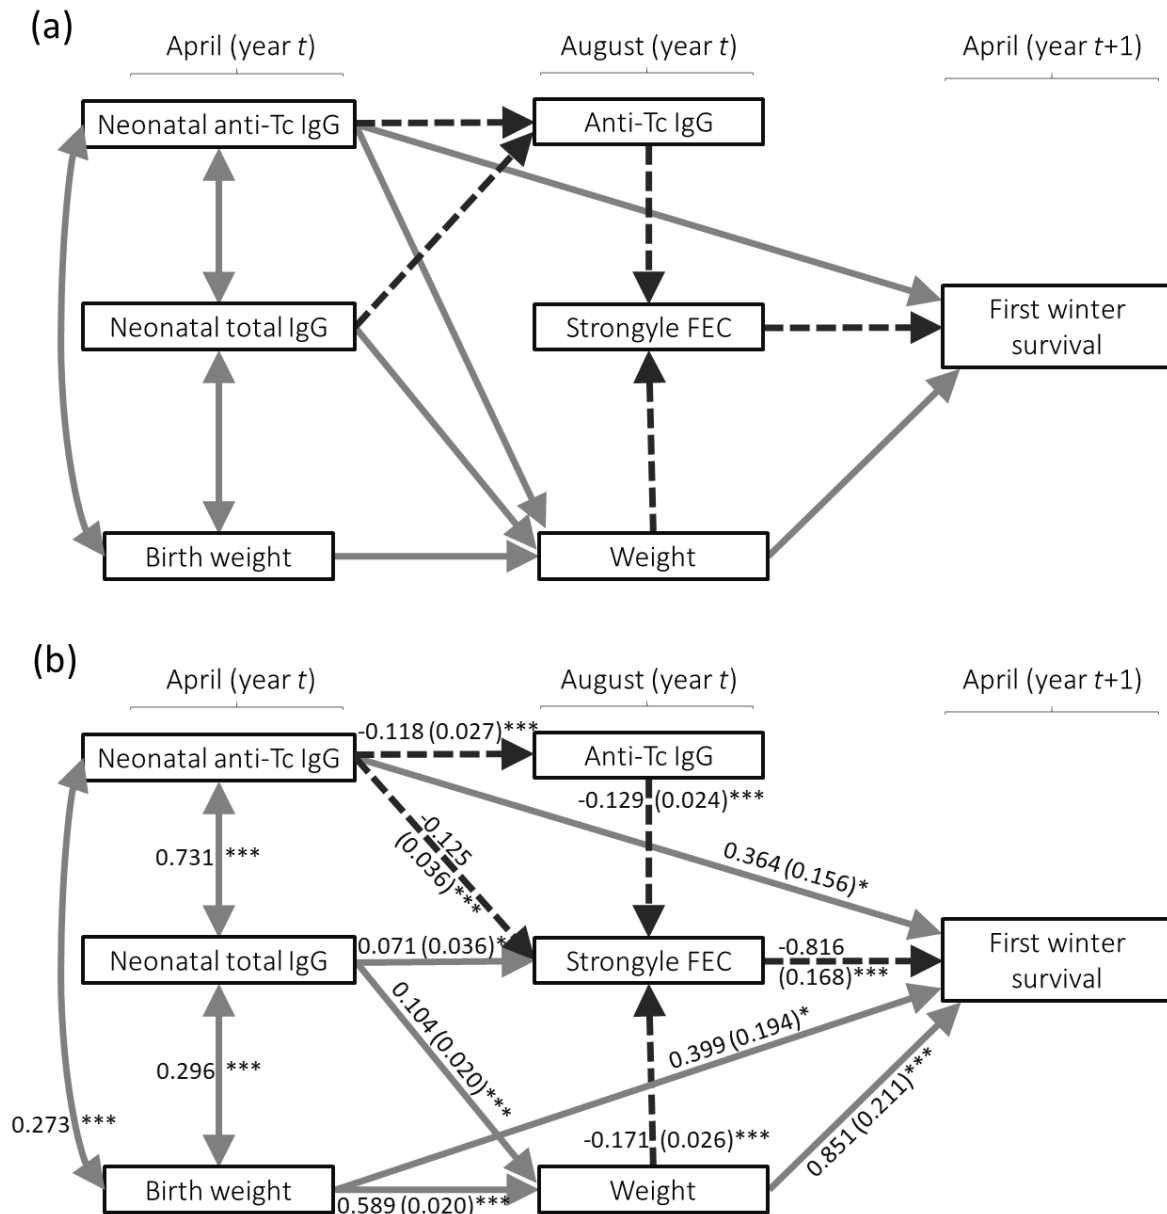 (a)
April (year t)
August (year t)
April (year t+1)
Neonatal anti-Tc IgG
Anti-Tc IgG
Neonatal total IgG
Strongyle FEC
First winter
survival
Birth weight
Weight
(b)
April (year t)
August (year t)
April (year t+1)
-0.118 (0.027)***
Neonatal anti-Tc IgG
Anti-Tc IgG
-0.129 (0.024)***
-0.125
(0.036)***
0.731 ***
0.364 (0.156)*
0.071 (0.036)*
Neonatal total IgG
Strongyle FEC
-0.816
(0.168)***
First winter
survival
0.104 (0.020)***
0.399 (0.194)*
0.296 ***
0.851 (0.211)***
0.273 ***
-0.171 (0.026)***
Birth weight
Weight
0.589 (0.020)***